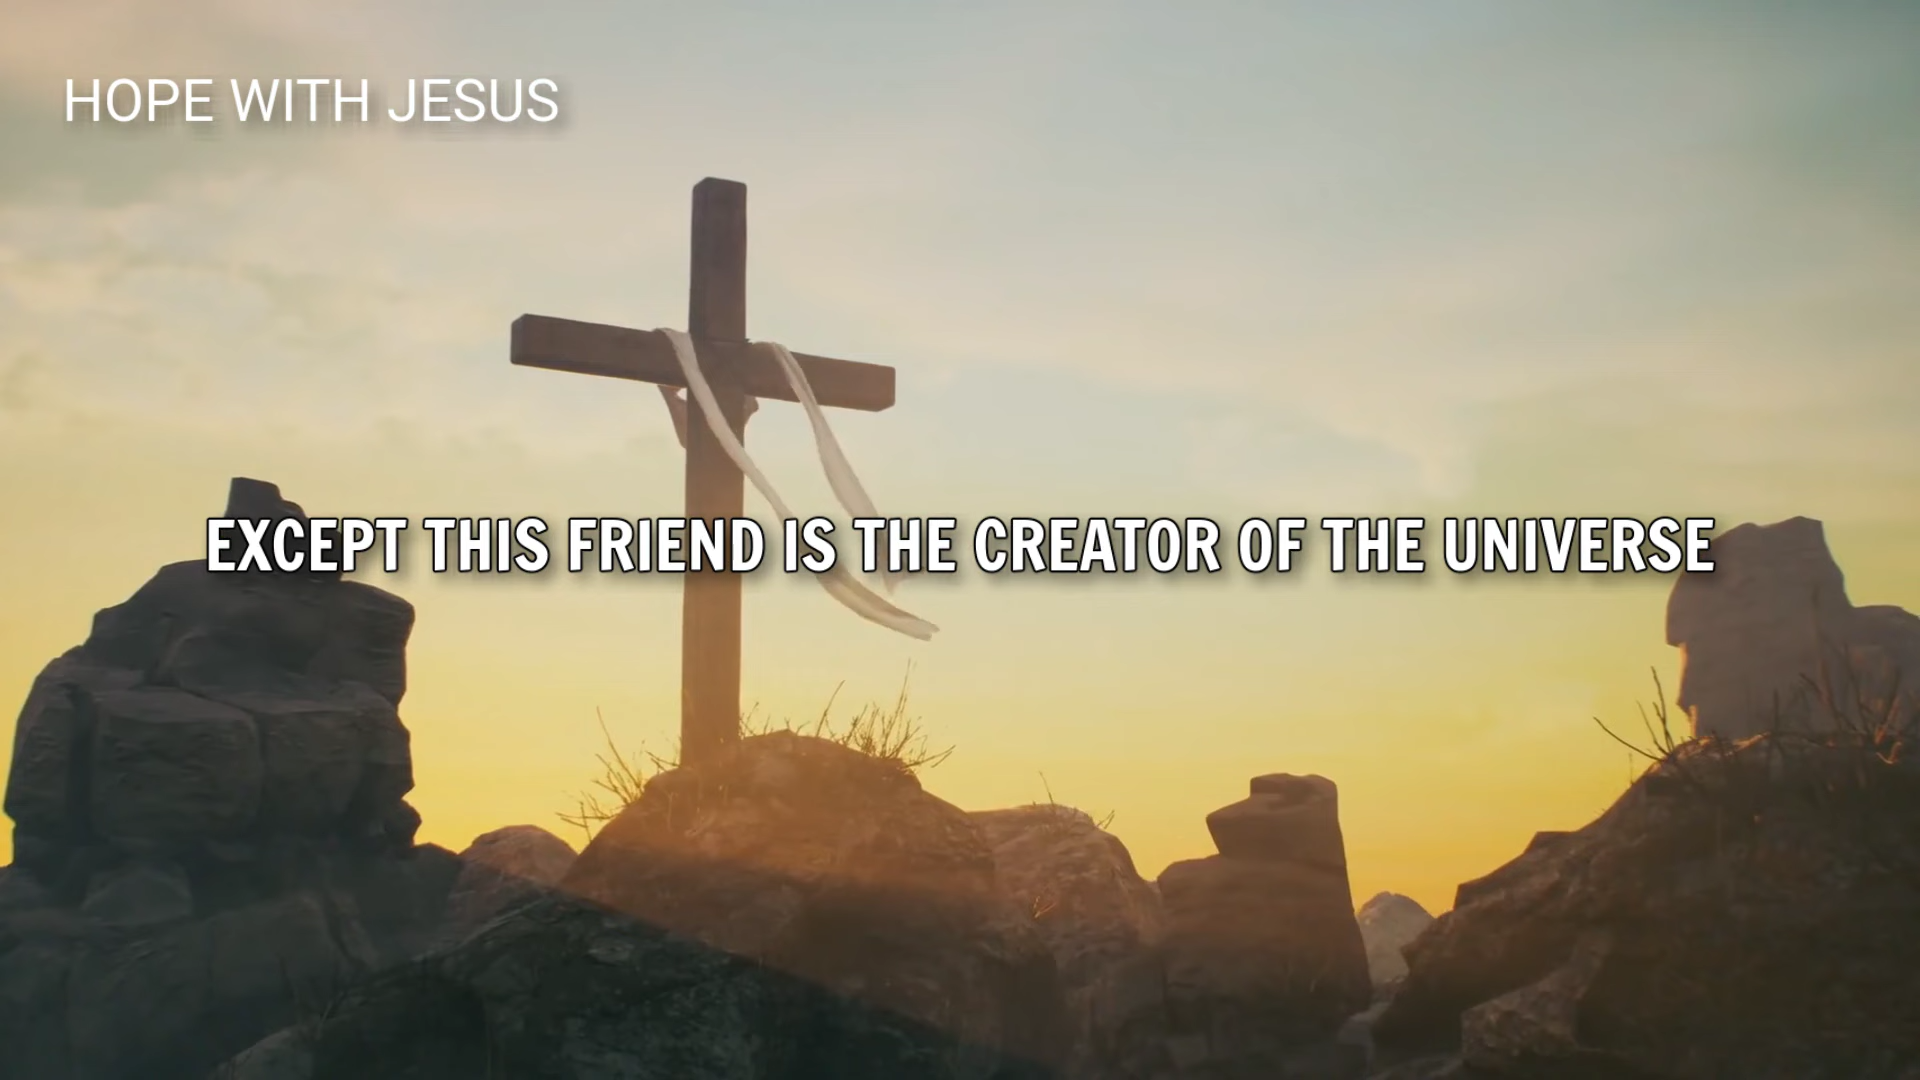 HOPE WITH JESUS
EXCEPT THIS FRIEND IS THE CREATOR OF THE UNIVERSE